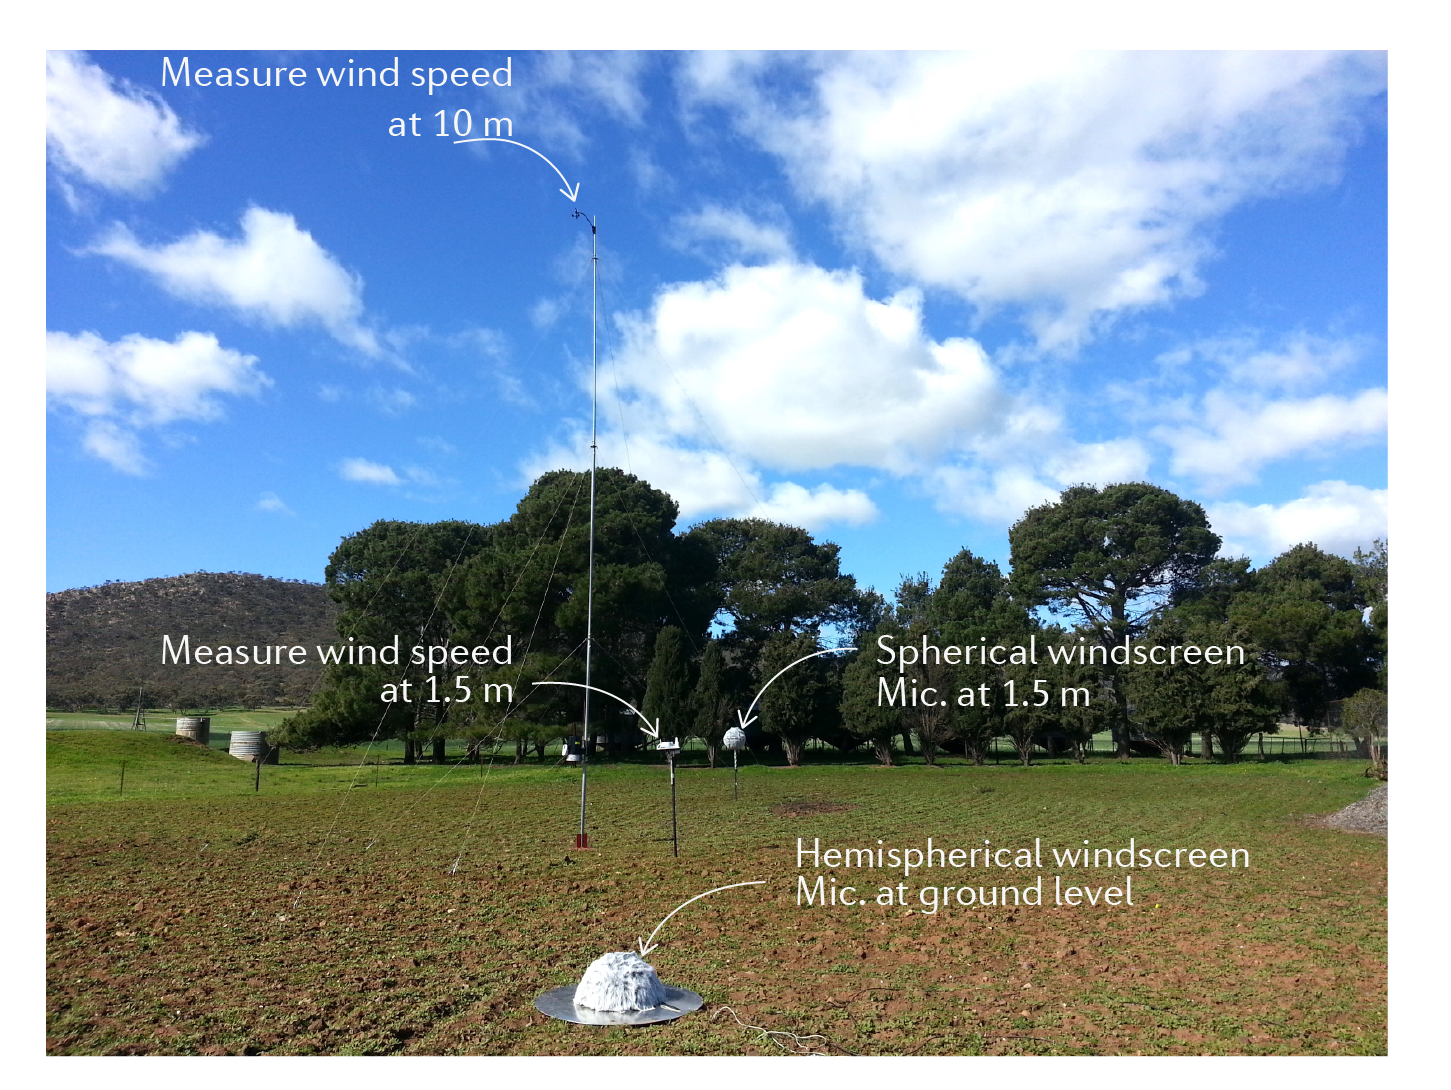 Measure wind speed
at 10 m
Measure wind speed
at 1.5 m
Spherical windscreen
Mic. at 1.5 m
Hemispherical windscreen
Mic. at ground level